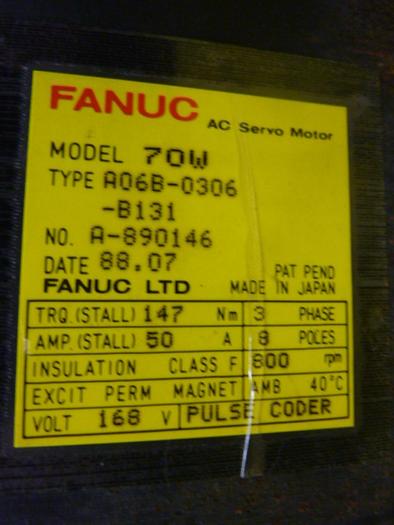 FANUC
AC Servo Motor
MODEL 70W
TYPE A06B-0306
-B131
NO. A-890146
DATE 88.07
PAT PEND
FANUC LTD MADE IN JAPAN
TRQ.(STALL) 147 Nm 3 PHASE
AMP.(STALL) 50 A 8 POLES
INSULATION CLASS F 800 rpm
EXCIT PERM MAGNET AMB 40°C
VOLT 168 V PULSE CODER